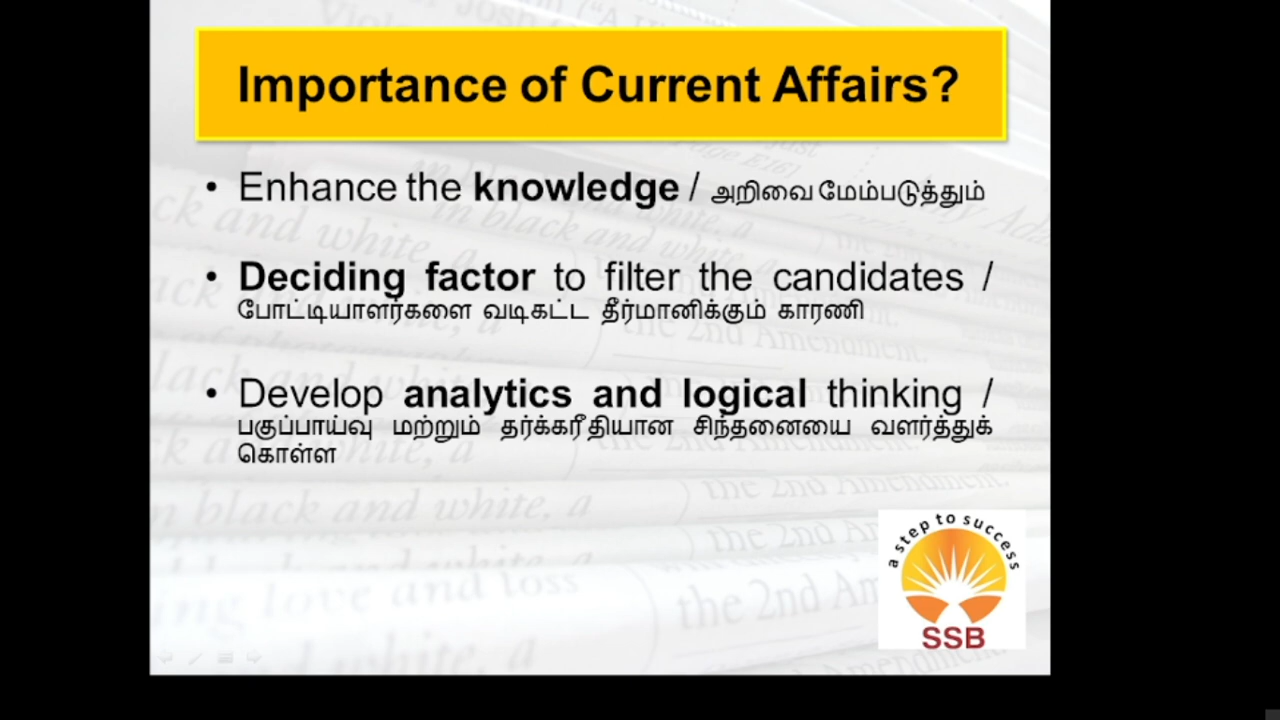 Importance of Current Affairs?
• Enhance the knowledge / அறிவை மேம்படுத்தும்
• Deciding factor to filter the candidates /
போட்டியாளர்களை வடிகட்ட தீர்மானிக்கும் காரணி
• Develop analytics and logical thinking /
பகுப்பாய்வு மற்றும் தர்க்கரீதியான சிந்தனையை வளர்த்துக்
கொள்ள
a step to success
SSB